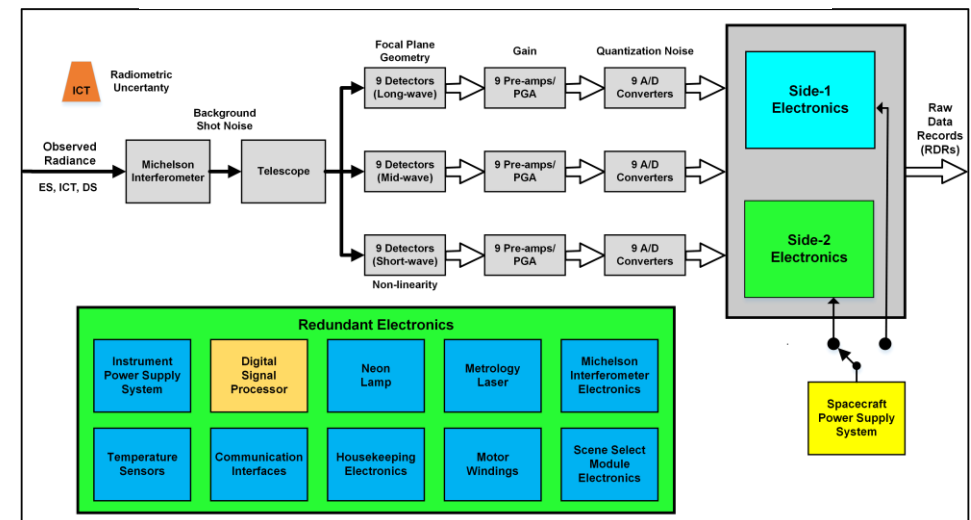 ICT
Radiometric
Uncertanty
Observed
Radiance
ES, ICT, DS
Michelson
Interferometer
Background
Shot Noise
Telescope
Focal Plane
Geometry
Gain
Quantization Noise
9 Detectors
(Long-wave)
9 Pre-amps/
PGA
9 A/D
Converters
9 Detectors
(Mid-wave)
9 Pre-amps/
PGA
9 A/D
Converters
9 Detectors
(Short-wave)
9 Pre-amps/
PGA
9 A/D
Converters
Non-linearity
Side-1
Electronics
Side-2
Electronics
Raw
Data
Records
(RDRs)
Spacecraft
Power Supply
System
Redundant Electronics
Instrument
Power Supply
System
Digital
Signal
Processor
Neon
Lamp
Metrology
Laser
Michelson
Interferometer
Electronics
Temperature
Sensors
Communication
Interfaces
Housekeeping
Electronics
Motor
Windings
Scene Select
Module
Electronics